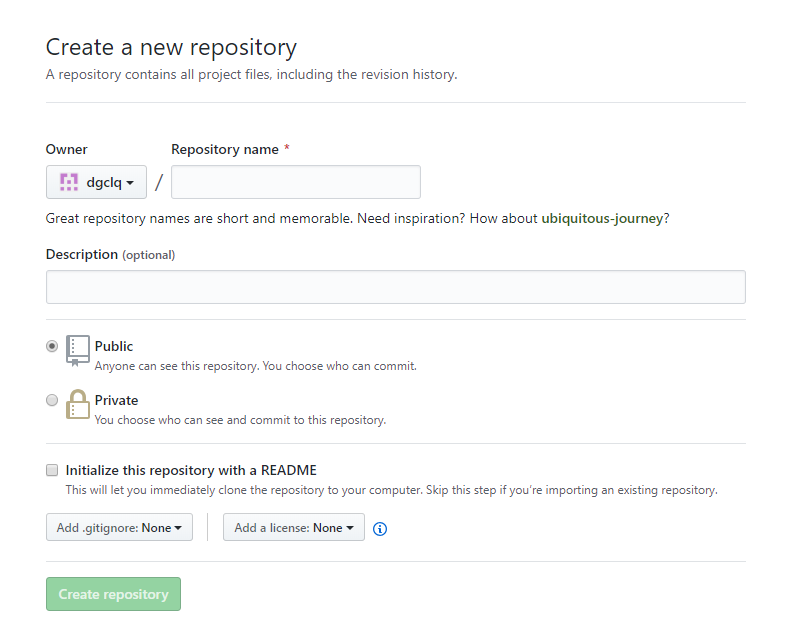 Create a new repository
A repository contains all project files, including the revision history.
Owner Repository name *
dgclq /
Great repository names are short and memorable. Need inspiration? How about ubiquitous-journey?
Description (optional)
Public
Anyone can see this repository. You choose who can commit.
Private
You choose who can see and commit to this repository.
Initialize this repository with a README
This will let you immediately clone the repository to your computer. Skip this step if you’re importing an existing repository.
Add .gitignore: None Add a license: None
Create repository